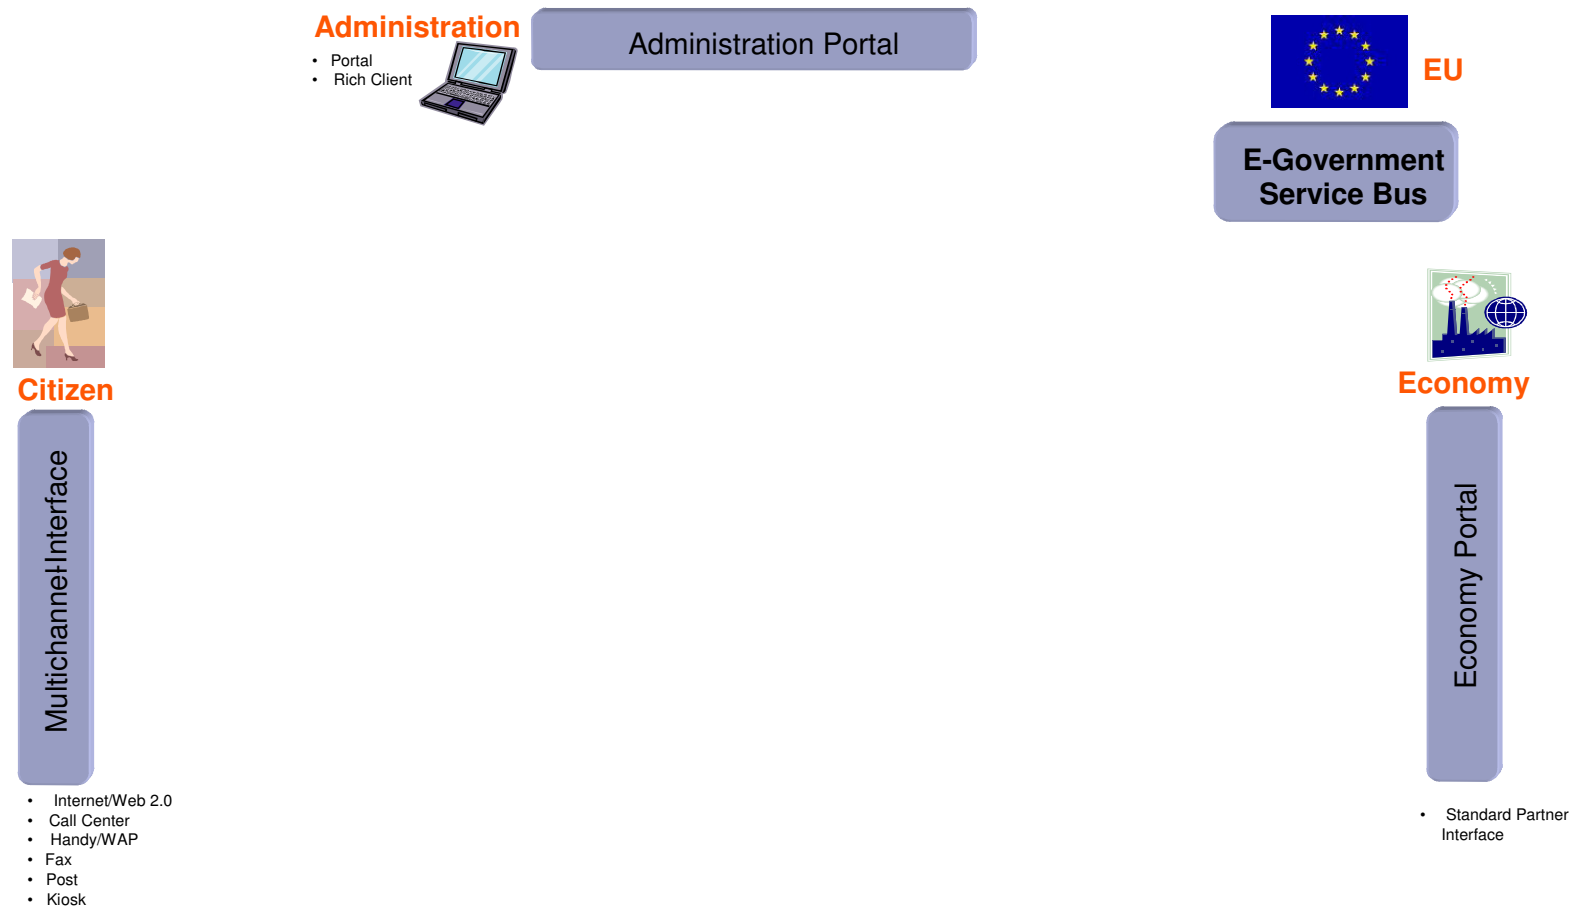 Administration
• Portal
• Rich Client
Administration Portal
EU
E-Government
Service Bus
Citizen
Multichannel-Interface
• Internet/Web 2.0
• Call Center
• Handy/WAP
• Fax
• Post
• Kiosk
Economy
Economy Portal
• Standard Partner
Interface